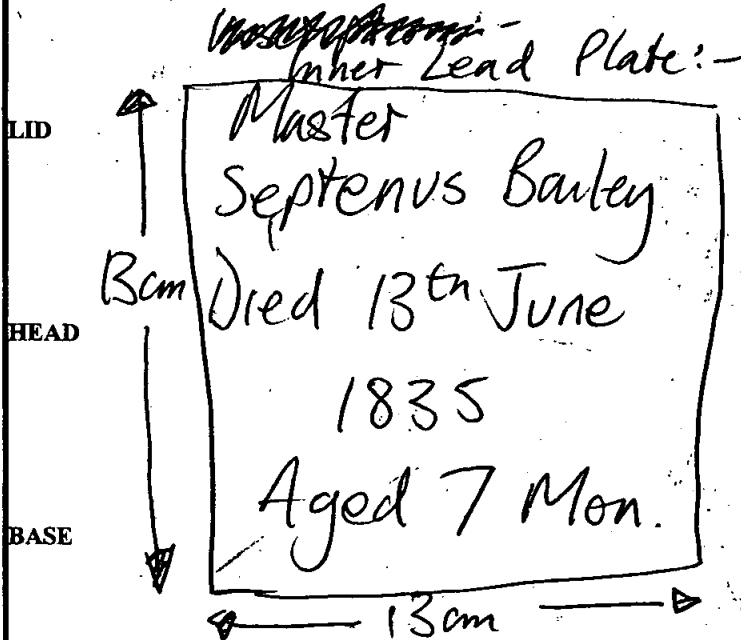 Inner Lead Plate:-
LID
Master
Septenus Bailey
13cm
Died 13th June
HEAD
1835
Aged 7 Mon.
BASE
13cm